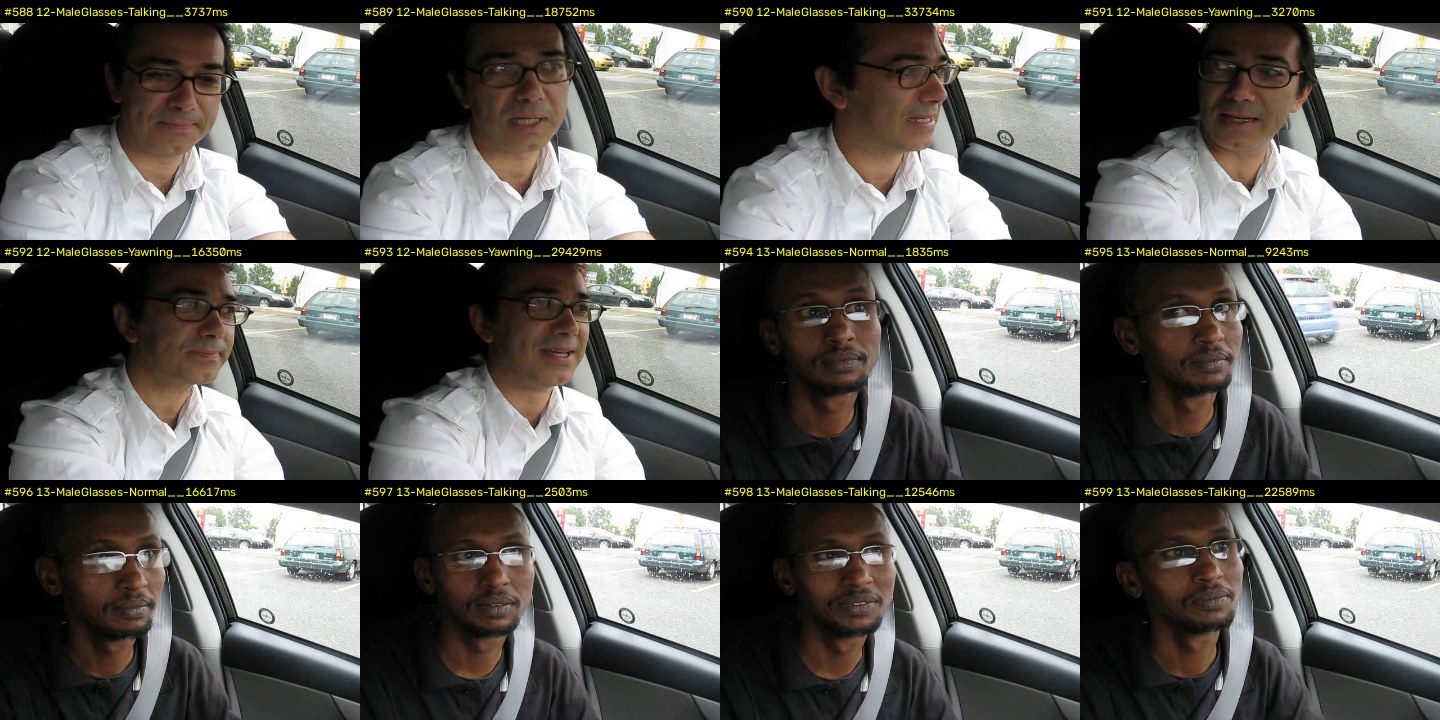 #588 12-MaleGlasses-Talking__3737ms
#589 12-MaleGlasses-Talking__18752ms
#590 12-MaleGlasses-Talking__33734ms
#591 12-MaleGlasses-Yawning__3270ms
#592 12-MaleGlasses-Yawning__16350ms
#593 12-MaleGlasses-Yawning__29429ms
#594 13-MaleGlasses-Normal__1835ms
#595 13-MaleGlasses-Normal__9243ms
#596 13-MaleGlasses-Normal__16617ms
#597 13-MaleGlasses-Talking__2503ms
#598 13-MaleGlasses-Talking__12546ms
#599 13-MaleGlasses-Talking__22589ms